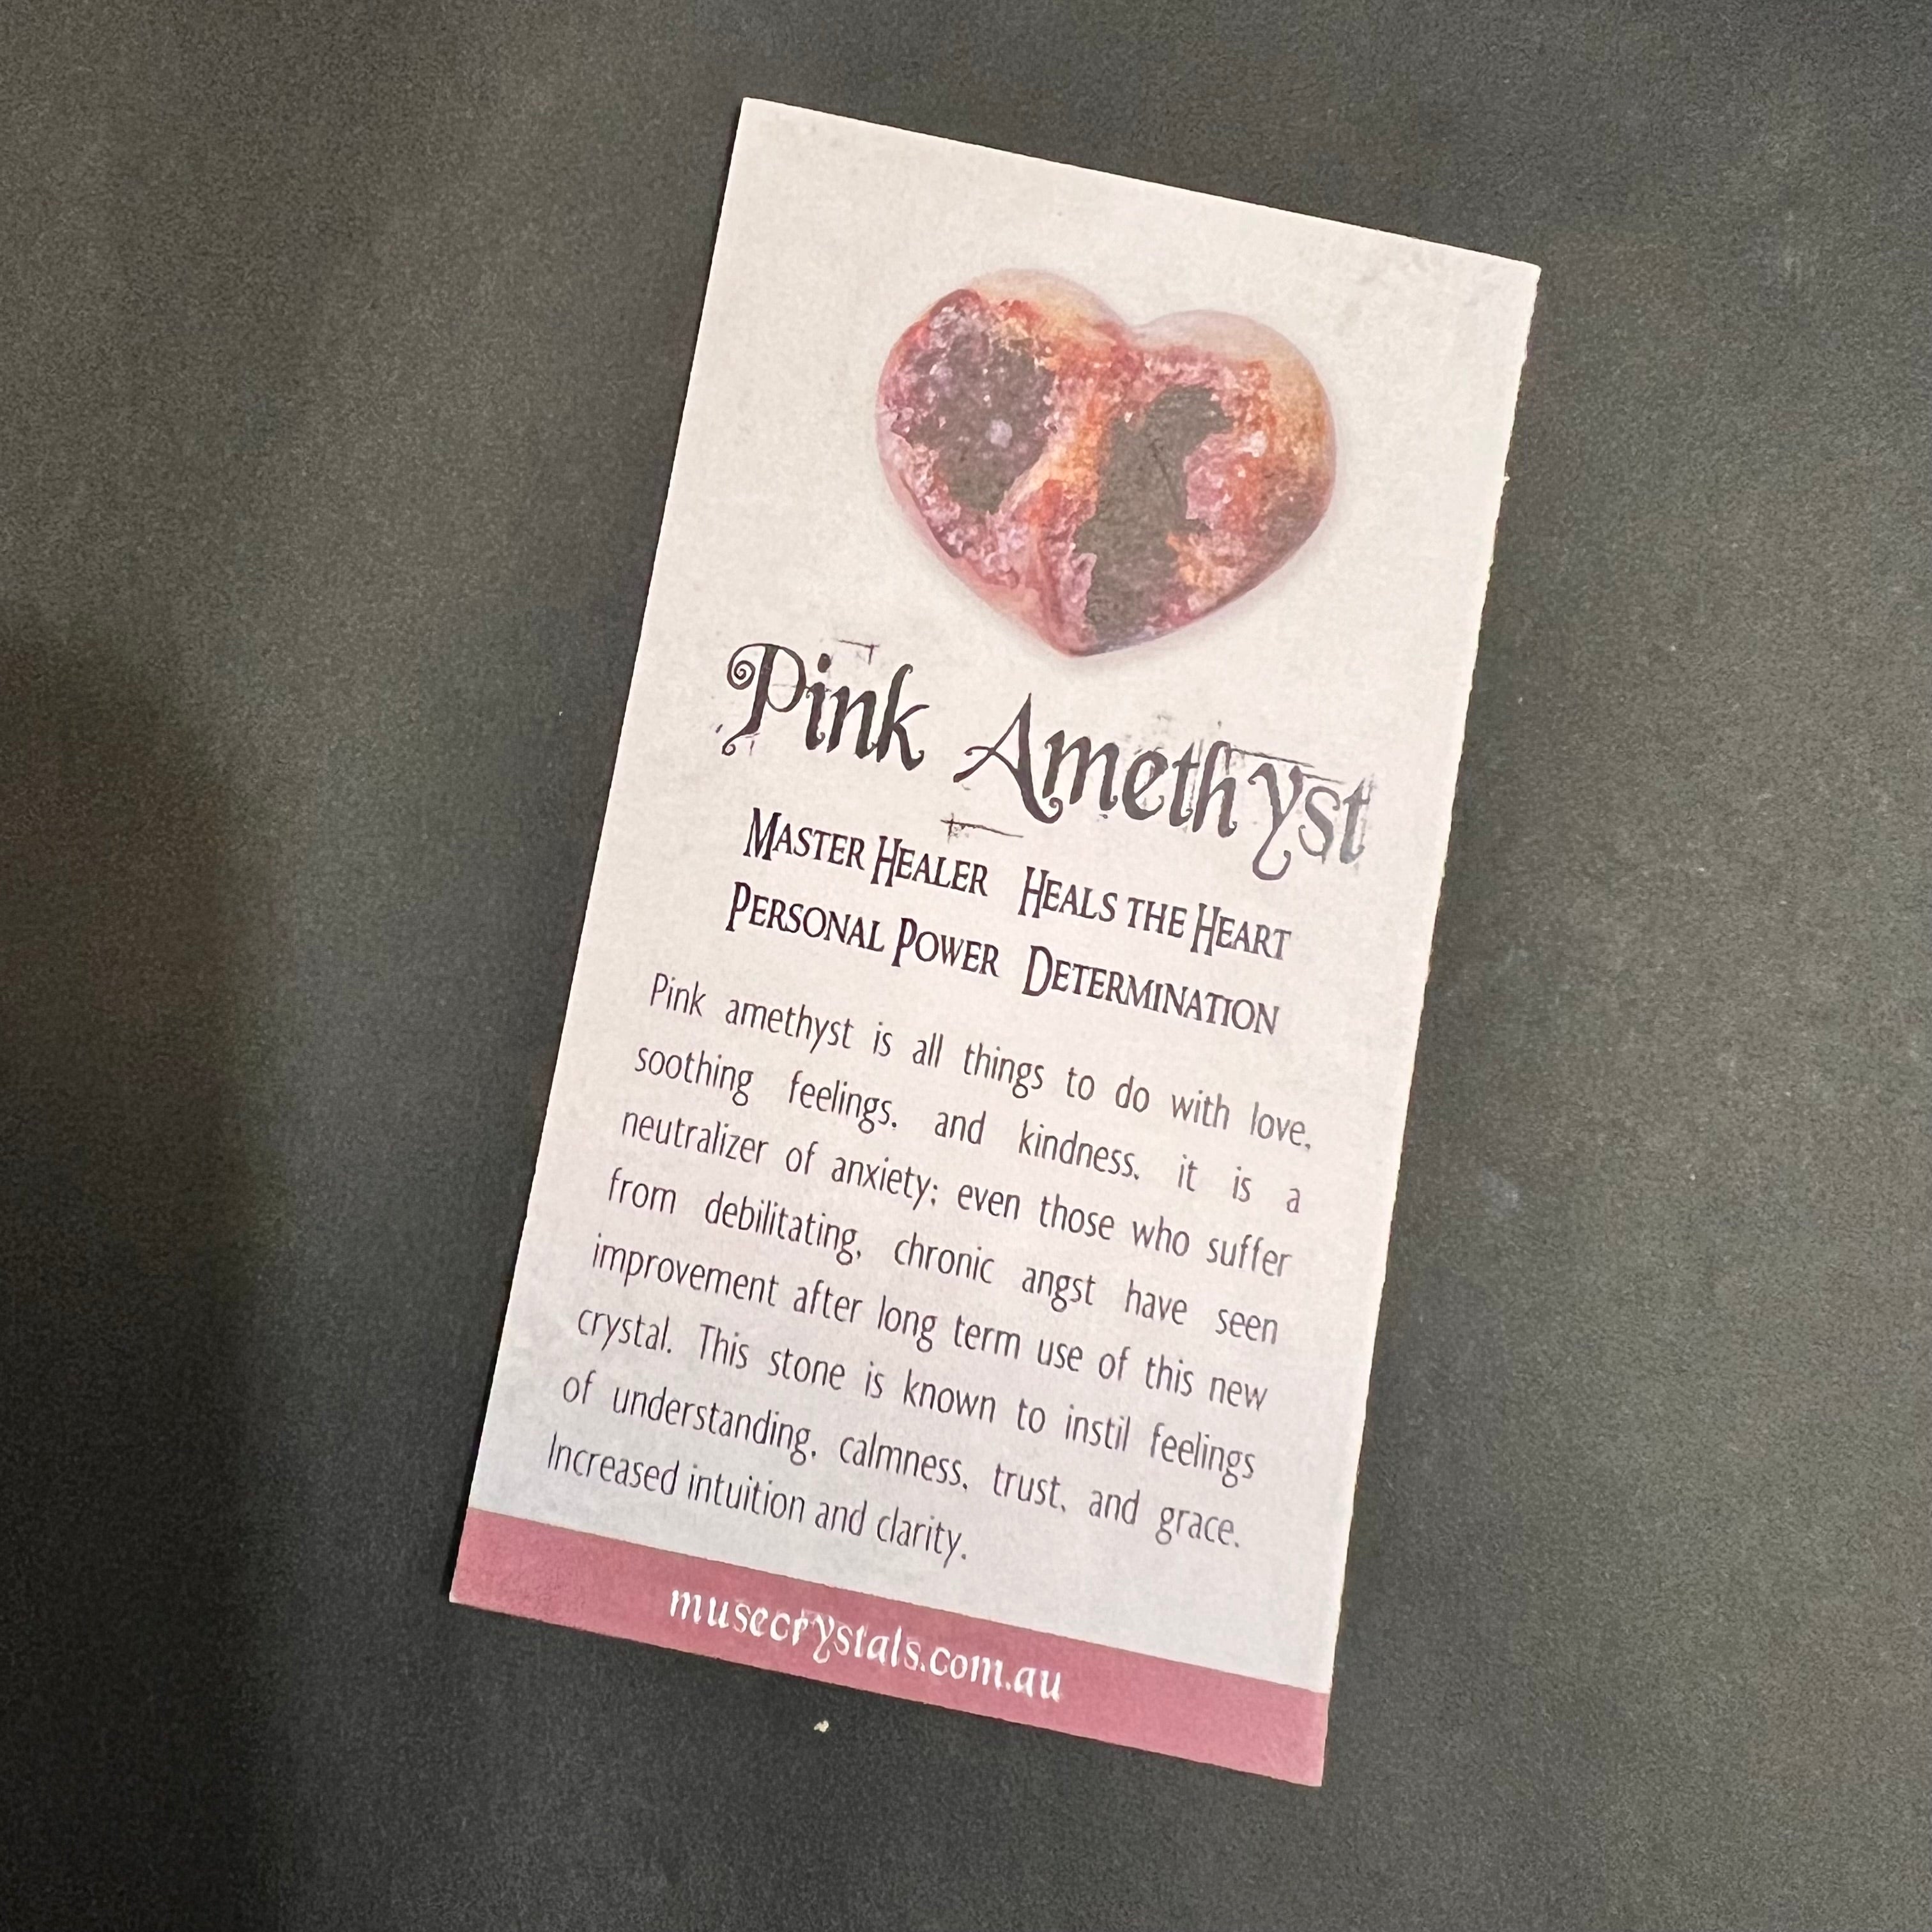 Pink Amethyst
Master Healer Heals the Heart
Personal Power Determination
Pink amethyst is all things to do with love,
soothing feelings, and kindness, it is a
neutralizer of anxiety; even those who suffer
from debilitating, chronic angst have seen
improvement after long term use of this new
crystal. This stone is known to instil feelings
of understanding, calmness, trust, and grace.
Increased intuition and clarity.
musecrystals.com.au